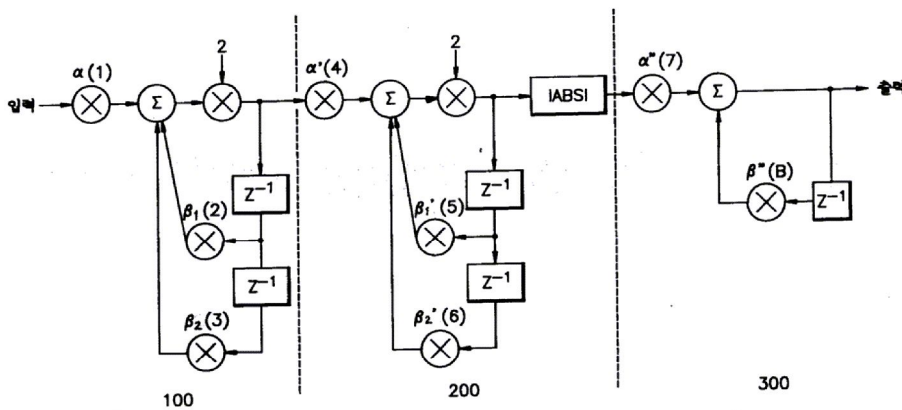 2
2
α(1)
α'(4)
α"(7)
Σ
Σ
|ABS|
Σ
입력
출력
Z⁻¹
Z⁻¹
β₁(2)
β₁'(5)
β"(8)
Z⁻¹
Z⁻¹
Z⁻¹
β₂(3)
β₂'(6)
100
200
300